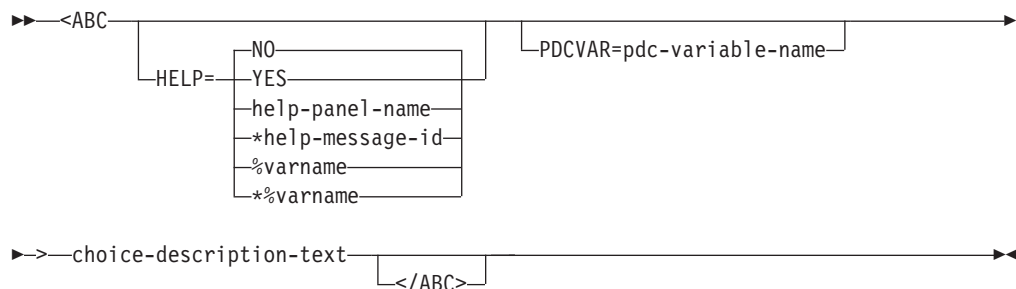 <ABC
NO
HELP=
YES
help-panel-name
*help-message-id
%varname
*%varname
PDCVAR=pdc-variable-name
>
choice-description-text
</ABC>